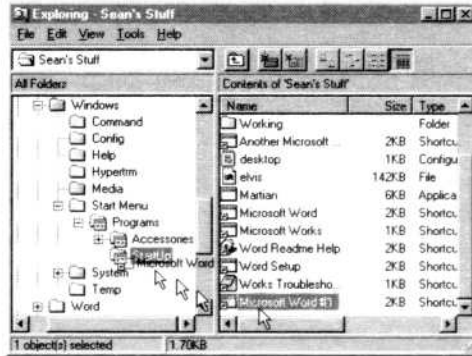 Exploring - Sean's Stuff
File Edit View Tools Help
Sean's Stuff
All Folders
Contents of 'Sean's Stuff'
Windows
Command
Config
Help
Hypertrm
Media
Start Menu
Programs
Accessories
StartUp
Microsoft Word
System
Temp
Word
Name Size Type
Working Folder
Another Microsoft ... 2KB Shortcu
desktop 1KB Configu
elvis 142KB File
Martian 6KB Applica
Microsoft Word 2KB Shortcu
Microsoft Works 1KB Shortcu
Word Readme Help 2KB Shortcu
Word Setup 2KB Shortcu
Works Troublesho... 1KB Shortcu
Microsoft Word 2KB Shortcu
1 object(s) selected 1.70KB